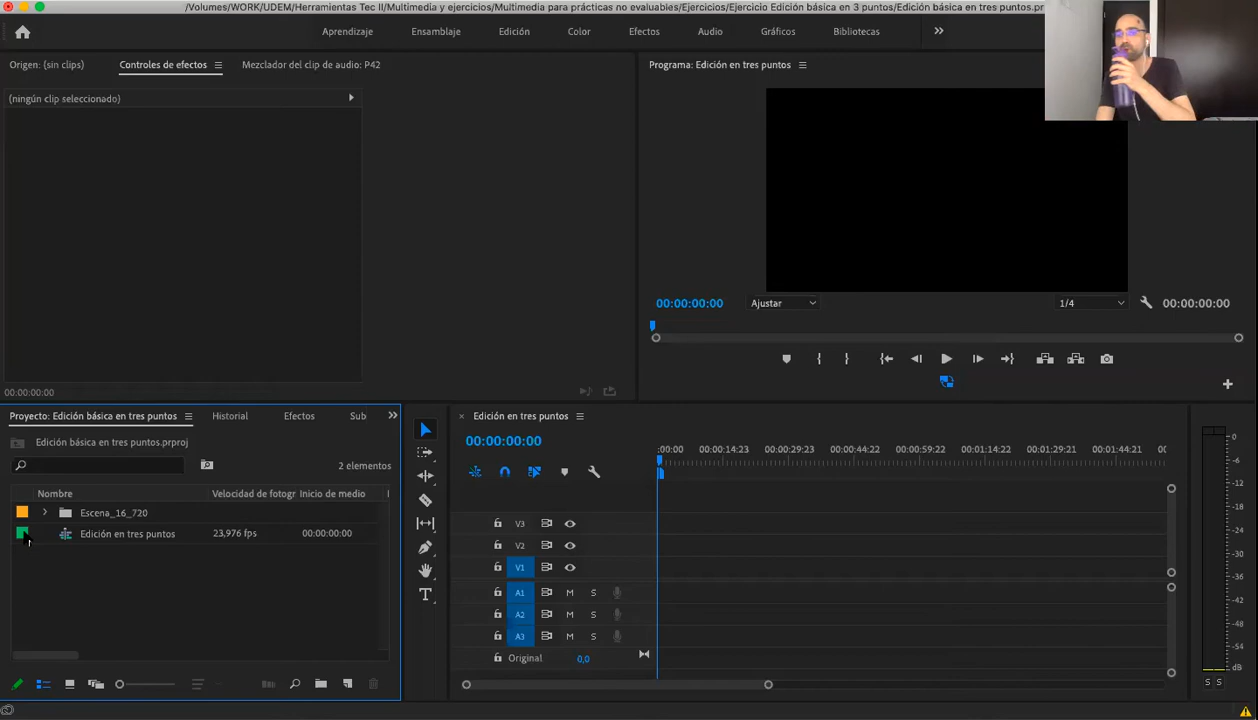 /Volumes/WORK/UDEM/Herramientas Tec II/Multimedia y ejercicios/Multimedia para prácticas no evaluables/Ejercicios/Ejercicio Edición básica en 3 puntos/Edición básica en tres puntos.pr
Aprendizaje Ensamblaje Edición Color Efectos Audio Gráficos Bibliotecas
Origen: (sin clips) Controles de efectos Mezclador del clip de audio: P42
(ningún clip seleccionado)
00:00:00:00
Programa: Edición en tres puntos
00:00:00:00 Ajustar 1/4 00:00:00:00
Proyecto: Edición básica en tres puntos Historial Efectos Sub
Edición básica en tres puntos.prproj
2 elementos
Nombre Velocidad de fotogr Inicio de medio
Escena_16_720
Edición en tres puntos 23,976 fps 00:00:00:00
Edición en tres puntos
00:00:00:00
:00:00 00:00:14:23 00:00:29:23 00:00:44:22 00:00:59:22 00:01:14:22 00:01:29:21 00:01:44:21 00
V3
V2
V1
A1 M S
A2 M S
A3 M S
Original 0,0
0
-6
-12
-18
-24
-30
-36
-42
-48
-54
dB
S S